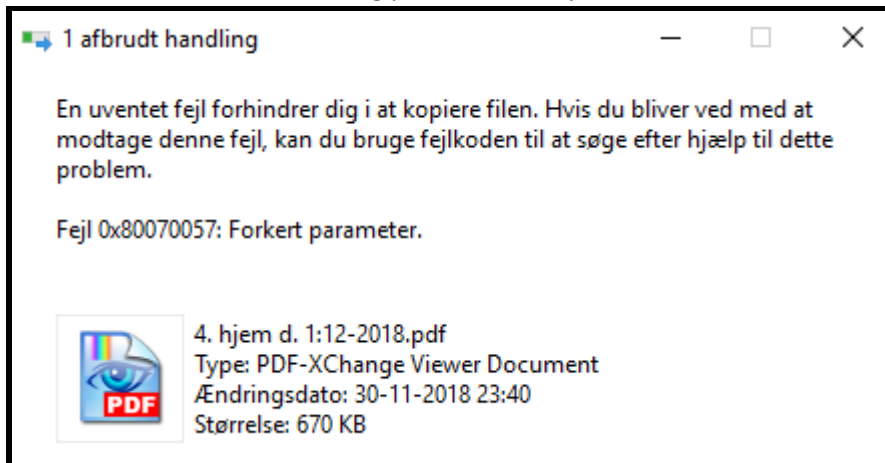 1 afbrudt handling
En uventet fejl forhindrer dig i at kopiere filen. Hvis du bliver ved med at
modtage denne fejl, kan du bruge fejlkoden til at søge efter hjælp til dette
problem.
Fejl 0x80070057: Forkert parameter.
4. hjem d. 1:12-2018.pdf
Type: PDF-XChange Viewer Document
Ændringsdato: 30-11-2018 23:40
Størrelse: 670 KB
PDF